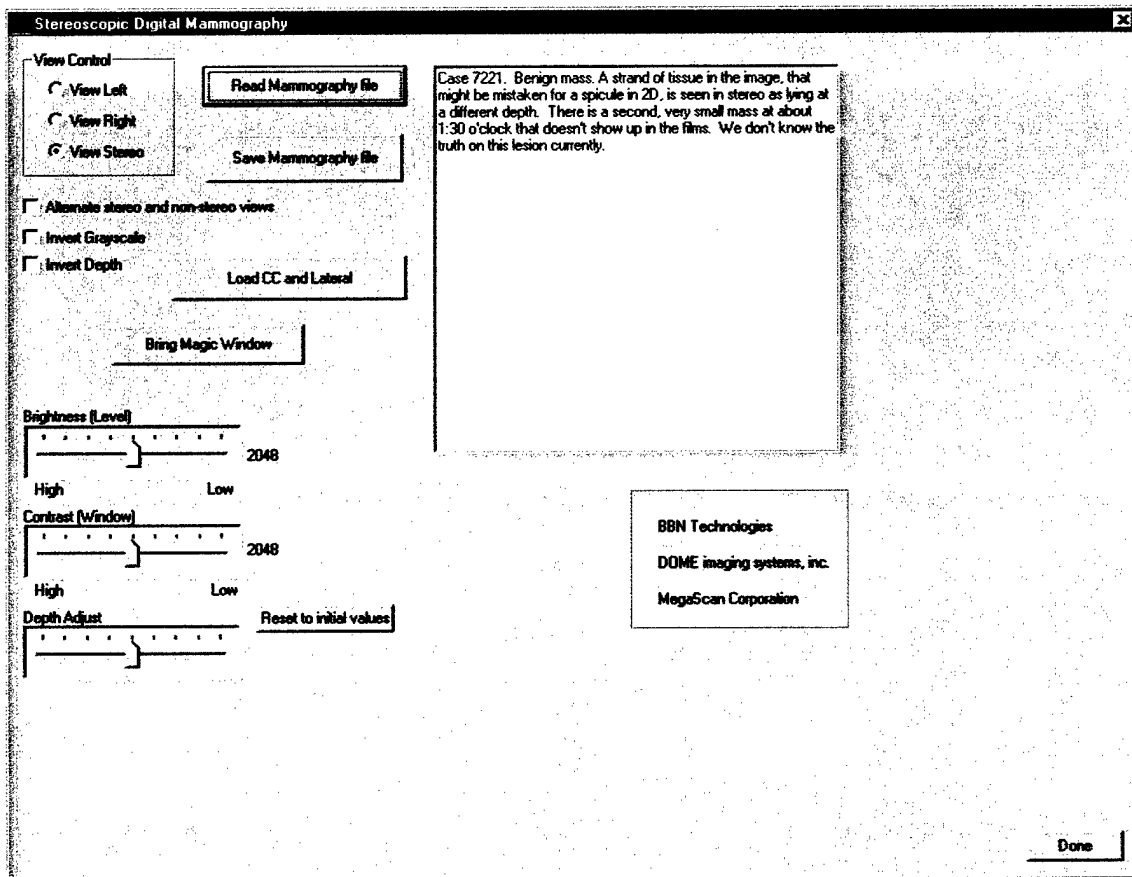 Stereoscopic Digital Mammography
View Control
View Left
View Right
View Stereo
Read Mammography file
Save Mammography file
Case 7221. Benign mass. A strand of tissue in the image, that
might be mistaken for a spicule in 2D, is seen in stereo as lying at
a different depth. There is a second, very small mass at about
1:30 o'clock that doesn't show up in the films. We don't know the
truth on this lesion currently.
Alternate stereo and non-stereo views
Invert Grayscale
Invert Depth
Load CC and Lateral
Bring Magic Window
Brightness (Level)
2048
High Low
Contrast (Window)
2048
High Low
Depth Adjust
Reset to initial values
BBN Technologies
DOME imaging systems, inc.
MegaScan Corporation
Done